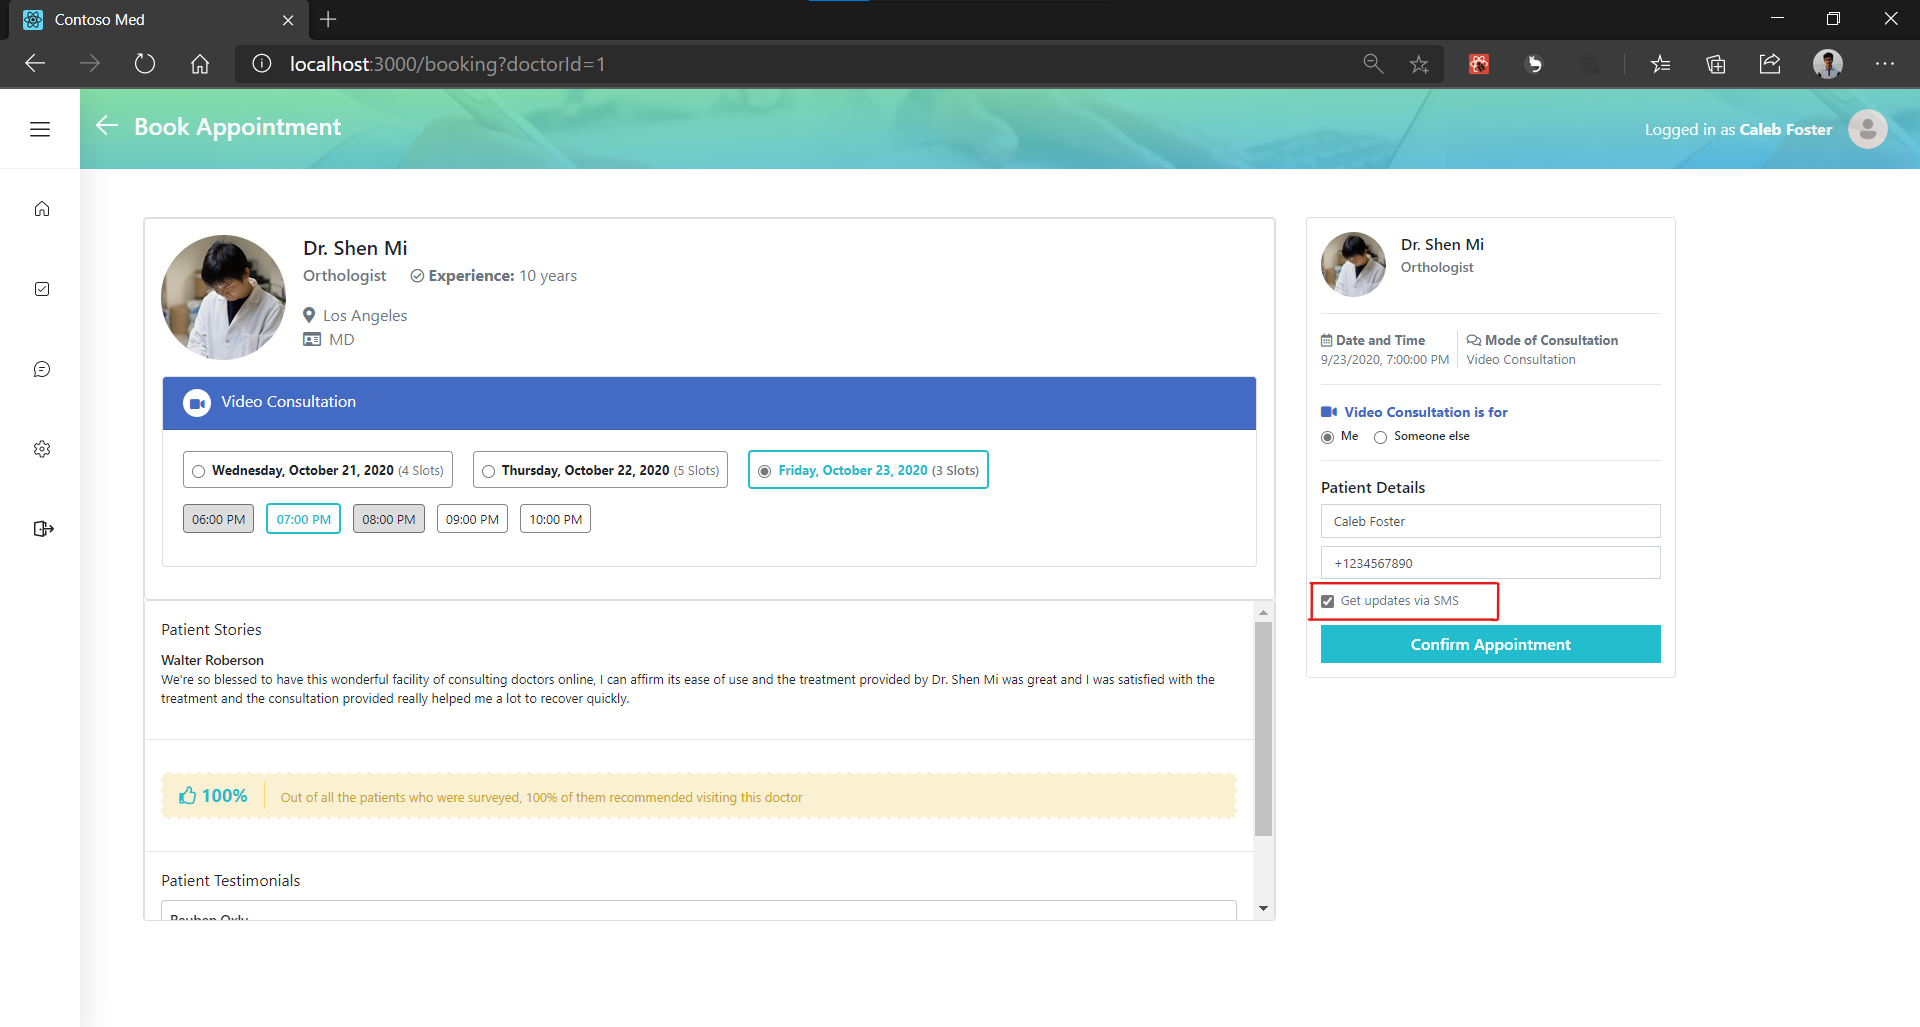 Contoso Med
localhost:3000/booking?doctorId=1
Book Appointment
Logged in as Caleb Foster
Dr. Shen Mi
Orthologist Experience: 10 years
Los Angeles
MD
Video Consultation
Wednesday, October 21, 2020 (4 Slots) Thursday, October 22, 2020 (5 Slots) Friday, October 23, 2020 (3 Slots)
06:00 PM 07:00 PM 08:00 PM 09:00 PM 10:00 PM
Patient Stories
Walter Roberson
We're so blessed to have this wonderful facility of consulting doctors online, I can affirm its ease of use and the treatment provided by Dr. Shen Mi was great and I was satisfied with the
treatment and the consultation provided really helped me a lot to recover quickly.
100% Out of all the patients who were surveyed, 100% of them recommended visiting this doctor
Patient Testimonials
Reuben Oxly
Dr. Shen Mi
Orthologist
Date and Time Mode of Consultation
9/23/2020, 7:00:00 PM Video Consultation
Video Consultation is for
Me Someone else
Patient Details
Caleb Foster
+1234567890
Get updates via SMS
Confirm Appointment